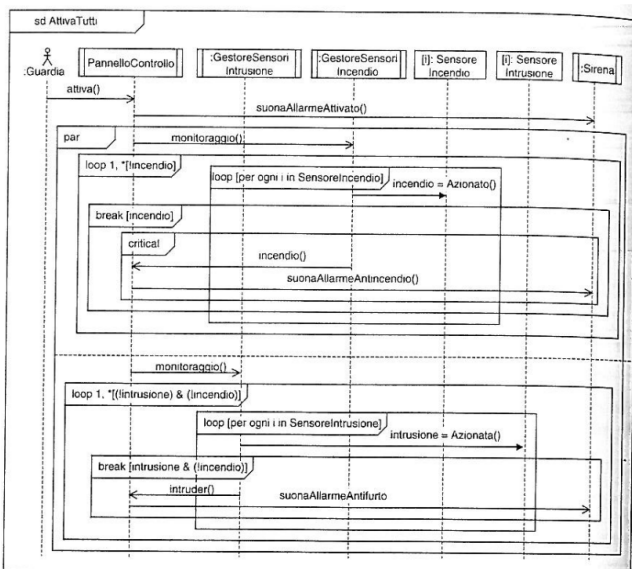 sd AttivaTutti
:Guardia
PannelloControllo
:GestoreSensori
Intrusione
:GestoreSensori
Incendio
[i]: Sensore
Incendio
[i]: Sensore
Intrusione
:Sirena
attiva()
suonaAllarmeAttivato()
par
monitoraggio()
loop 1, *[!incendio]
loop [per ogni i in SensoreIncendio]
incendio = Azionato()
break [incendio]
critical
incendio()
suonaAllarmeAntincendio()
monitoraggio()
loop 1, *[(!intrusione) & (!incendio)]
loop [per ogni i in SensoreIntrusione]
intrusione = Azionata()
break [intrusione & (!incendio)]
intruder()
suonaAllarmeAntifurto